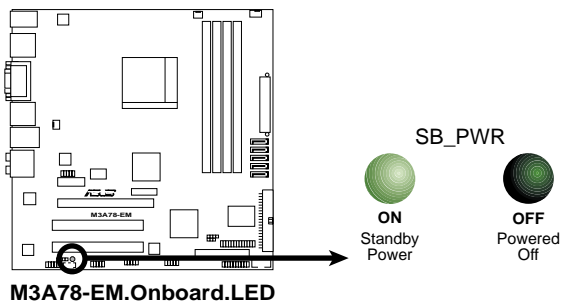 SB_PWR
ASUS
M3A78-EM
ON
Standby
Power
OFF
Powered
Off
M3A78-EM.Onboard.LED